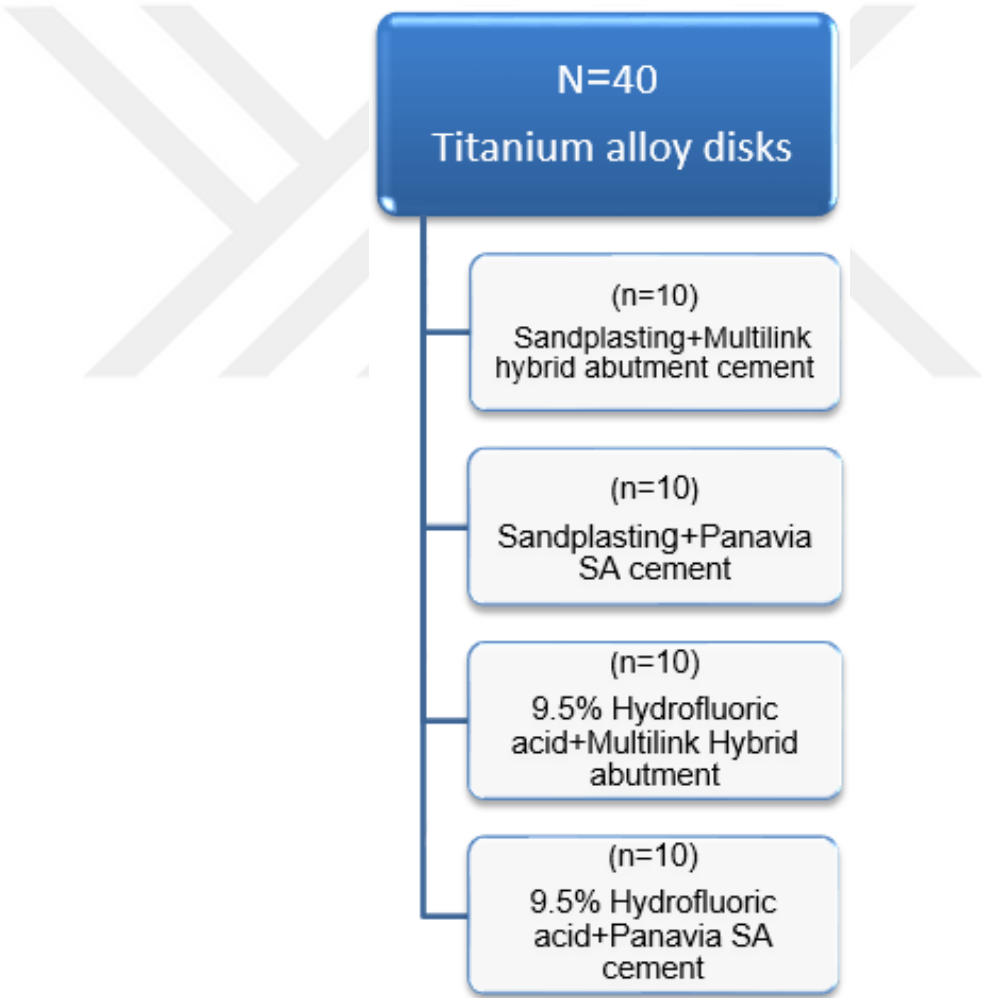 N=40
Titanium alloy disks
(n=10)
Sandplasting+Multilink
hybrid abutment cement
(n=10)
Sandplasting+Panavia
SA cement
(n=10)
9.5% Hydrofluoric
acid+Multilink Hybrid
abutment
(n=10)
9.5% Hydrofluoric
acid+Panavia SA
cement